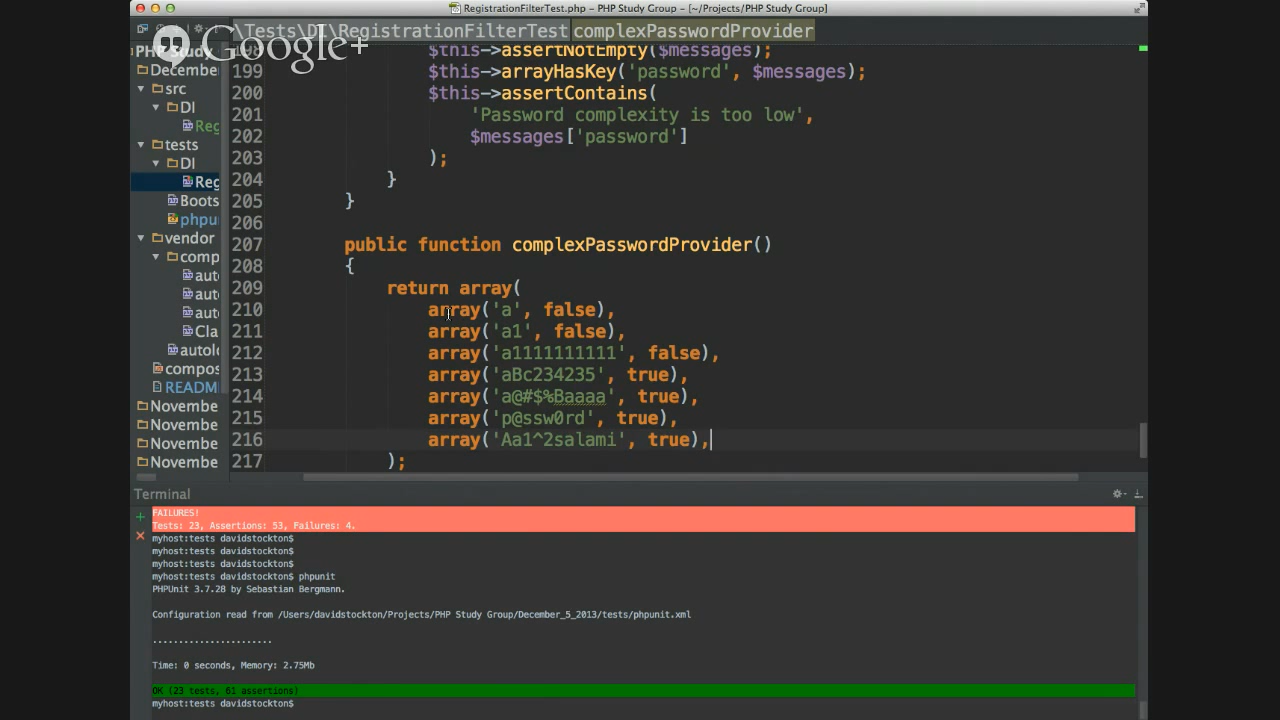 RegistrationFilterTest.php - PHP Study Group - [~/Projects/PHP Study Group]
Google+
\Tests\DI\RegistrationFilterTest complexPasswordProvider
PHP Study
December
src
DI
Reg
tests
DI
Reg
Boots
phpu
vendor
comp
auto
auto
auto
Cla
autolo
compos
README
Novembe
Novembe
Novembe
Novembe
198 $this->assertNotEmpty($messages);
199 $this->arrayHasKey('password', $messages);
200 $this->assertContains(
201 'Password complexity is too low',
202 $messages['password']
203 );
204 }
205 }
206
207 public function complexPasswordProvider()
208 {
209 return array(
210 array('a', false),
211 array('a1', false),
212 array('a1111111111', false),
213 array('aBc234235', true),
214 array('a@#$%Baaaa', true),
215 array('p@ssw0rd', true),
216 array('Aa1^2salami', true),
217 );
Terminal
FAILURES!
Tests: 23, Assertions: 53, Failures: 4.
myhost:tests davidstockton$
myhost:tests davidstockton$
myhost:tests davidstockton$
myhost:tests davidstockton$ phpunit
PHPUnit 3.7.28 by Sebastian Bergmann.
Configuration read from /Users/davidstockton/Projects/PHP Study Group/December_5_2013/tests/phpunit.xml
.......................
Time: 0 seconds, Memory: 2.75Mb
OK (23 tests, 61 assertions)
myhost:tests davidstockton$